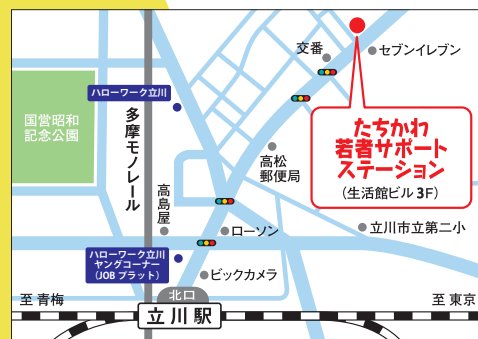 交番
セブンイレブン
ハローワーク立川
国営昭和
記念公園
多摩モノレール
たちかわ
若者サポート
ステーション
(生活館ビル3F)
高松
郵便局
高島屋
ローソン
立川市立第二小
ハローワーク立川
ヤングコーナー
(JOBプラット)
ビックカメラ
北口
至 青梅
至 東京
立川駅